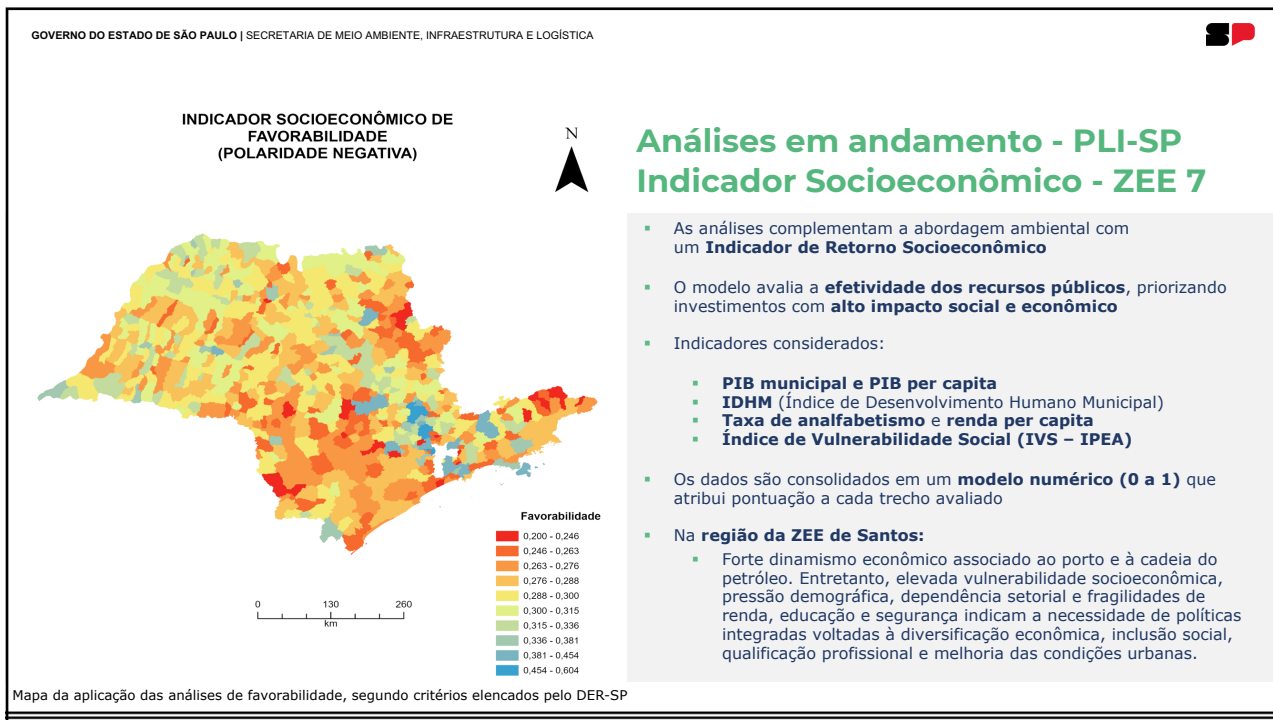 GOVERNO DO ESTADO DE SÃO PAULO | SECRETARIA DE MEIO AMBIENTE, INFRAESTRUTURA E LOGÍSTICA
SP
INDICADOR SOCIOECONÔMICO DE
FAVORABILIDADE
(POLARIDADE NEGATIVA)
N
Favorabilidade
0,200 - 0,246
0,246 - 0,263
0,263 - 0,276
0,276 - 0,288
0,288 - 0,300
0,300 - 0,315
0,315 - 0,336
0,336 - 0,381
0,381 - 0,454
0,454 - 0,604
0 130 260
km
Mapa da aplicação das análises de favorabilidade, segundo critérios elencados pelo DER-SP
Análises em andamento - PLI-SP
Indicador Socioeconômico - ZEE 7
▪ As análises complementam a abordagem ambiental com
um Indicador de Retorno Socioeconômico
▪ O modelo avalia a efetividade dos recursos públicos, priorizando
investimentos com alto impacto social e econômico
▪ Indicadores considerados:
▪ PIB municipal e PIB per capita
▪ IDHM (Índice de Desenvolvimento Humano Municipal)
▪ Taxa de analfabetismo e renda per capita
▪ Índice de Vulnerabilidade Social (IVS – IPEA)
▪ Os dados são consolidados em um modelo numérico (0 a 1) que
atribui pontuação a cada trecho avaliado
▪ Na região da ZEE de Santos:
▪ Forte dinamismo econômico associado ao porto e à cadeia do
petróleo. Entretanto, elevada vulnerabilidade socioeconômica,
pressão demográfica, dependência setorial e fragilidades de
renda, educação e segurança indicam a necessidade de políticas
integradas voltadas à diversificação econômica, inclusão social,
qualificação profissional e melhoria das condições urbanas.